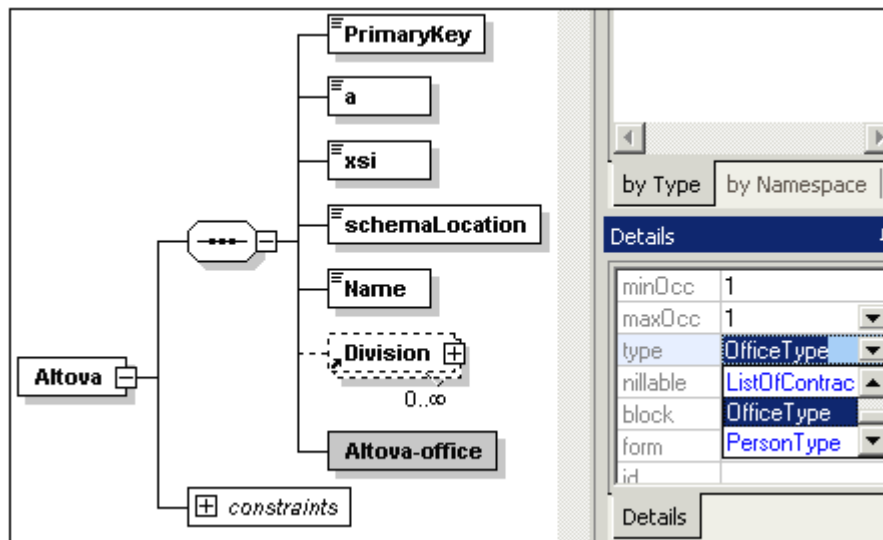 PrimaryKey
a
xsi
schemaLocation
Name
Division
0..∞
Altova
Altova-office
constraints
by Type
by Namespace
Details
minOcc 1
maxOcc 1
type OfficeType
nillable ListOfContrac
block OfficeType
form PersonType
id
Details